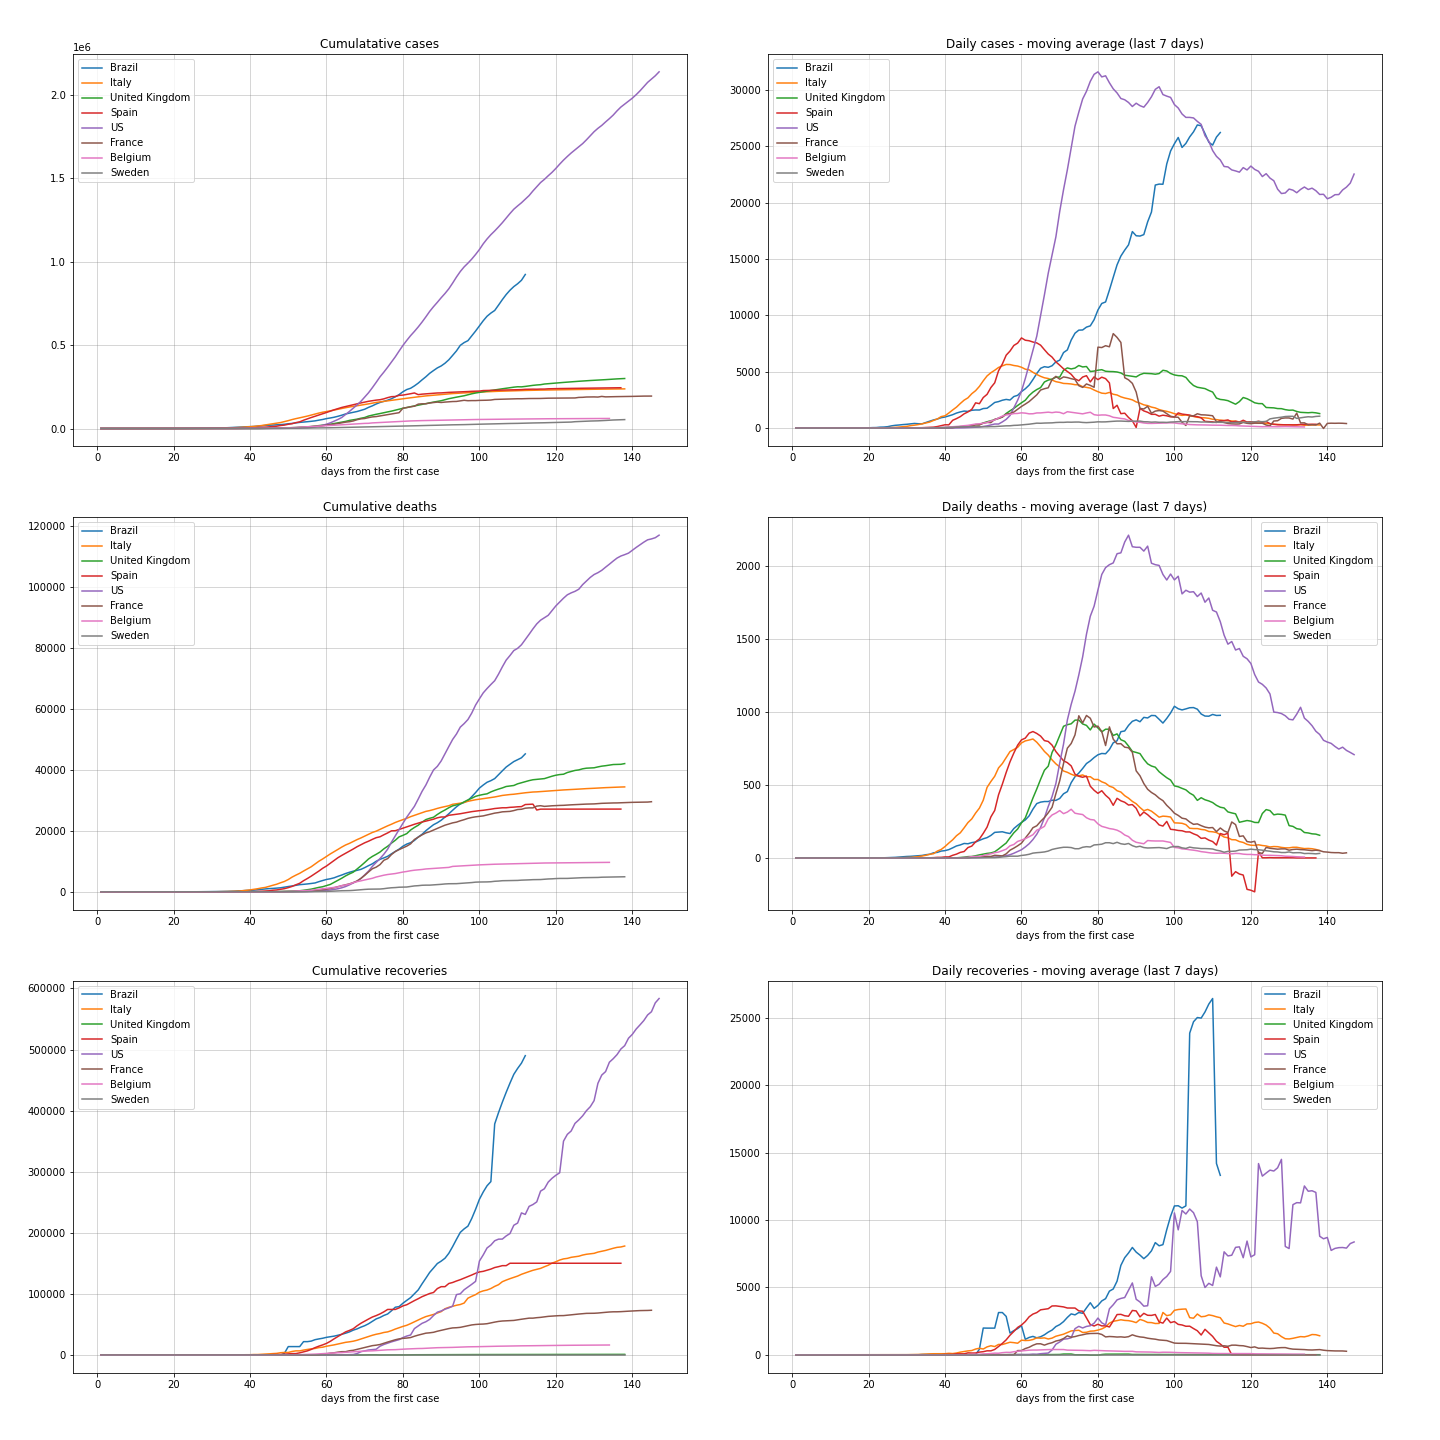 Cumulatative cases
1e6
Brazil
Italy
United Kingdom
Spain
US
France
Belgium
Sweden
2.0
1.5
1.0
0.5
0.0
0 20 40 60 80 100 120 140
days from the first case
Daily cases - moving average (last 7 days)
Brazil
Italy
United Kingdom
Spain
US
France
Belgium
Sweden
30000
25000
20000
15000
10000
5000
0
0 20 40 60 80 100 120 140
days from the first case
Cumulative deaths
Brazil
Italy
United Kingdom
Spain
US
France
Belgium
Sweden
120000
100000
80000
60000
40000
20000
0
0 20 40 60 80 100 120 140
days from the first case
Daily deaths - moving average (last 7 days)
Brazil
Italy
United Kingdom
Spain
US
France
Belgium
Sweden
2000
1500
1000
500
0
0 20 40 60 80 100 120 140
days from the first case
Cumulative recoveries
Brazil
Italy
United Kingdom
Spain
US
France
Belgium
Sweden
600000
500000
400000
300000
200000
100000
0
0 20 40 60 80 100 120 140
days from the first case
Daily recoveries - moving average (last 7 days)
Brazil
Italy
United Kingdom
Spain
US
France
Belgium
Sweden
25000
20000
15000
10000
5000
0
0 20 40 60 80 100 120 140
days from the first case